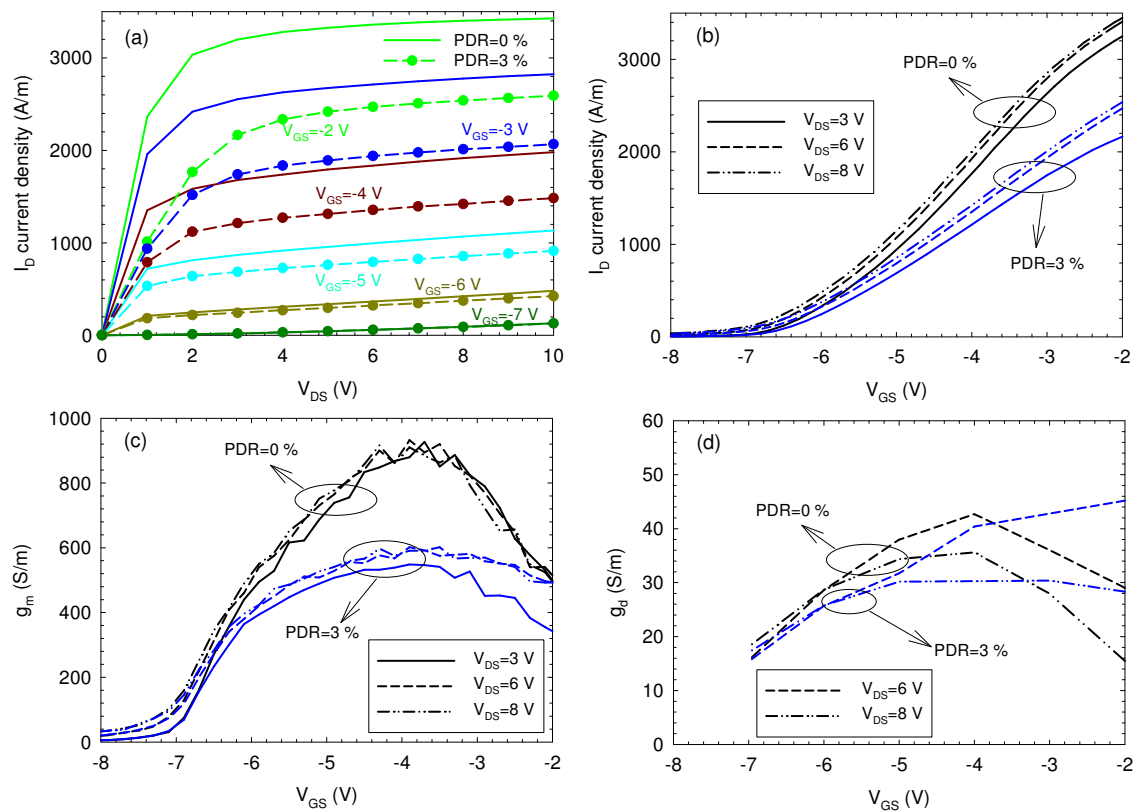 (a)
PDR=0 %
PDR=3 %
V_GS=-2 V
V_GS=-3 V
V_GS=-4 V
V_GS=-5 V
V_GS=-6 V
V_GS=-7 V
0
1000
2000
3000
I_D current density (A/m)
0 2 4 6 8 10
V_DS (V)
(b)
PDR=0 %
V_DS=3 V
V_DS=6 V
V_DS=8 V
PDR=3 %
0
1000
2000
3000
I_D current density (A/m)
-8 -7 -6 -5 -4 -3 -2
V_GS (V)
(c)
PDR=0 %
PDR=3 %
V_DS=3 V
V_DS=6 V
V_DS=8 V
0
200
400
600
800
1000
g_m (S/m)
-8 -7 -6 -5 -4 -3 -2
V_GS (V)
(d)
PDR=0 %
PDR=3 %
V_DS=6 V
V_DS=8 V
0
10
20
30
40
50
60
g_d (S/m)
-8 -7 -6 -5 -4 -3 -2
V_GS (V)